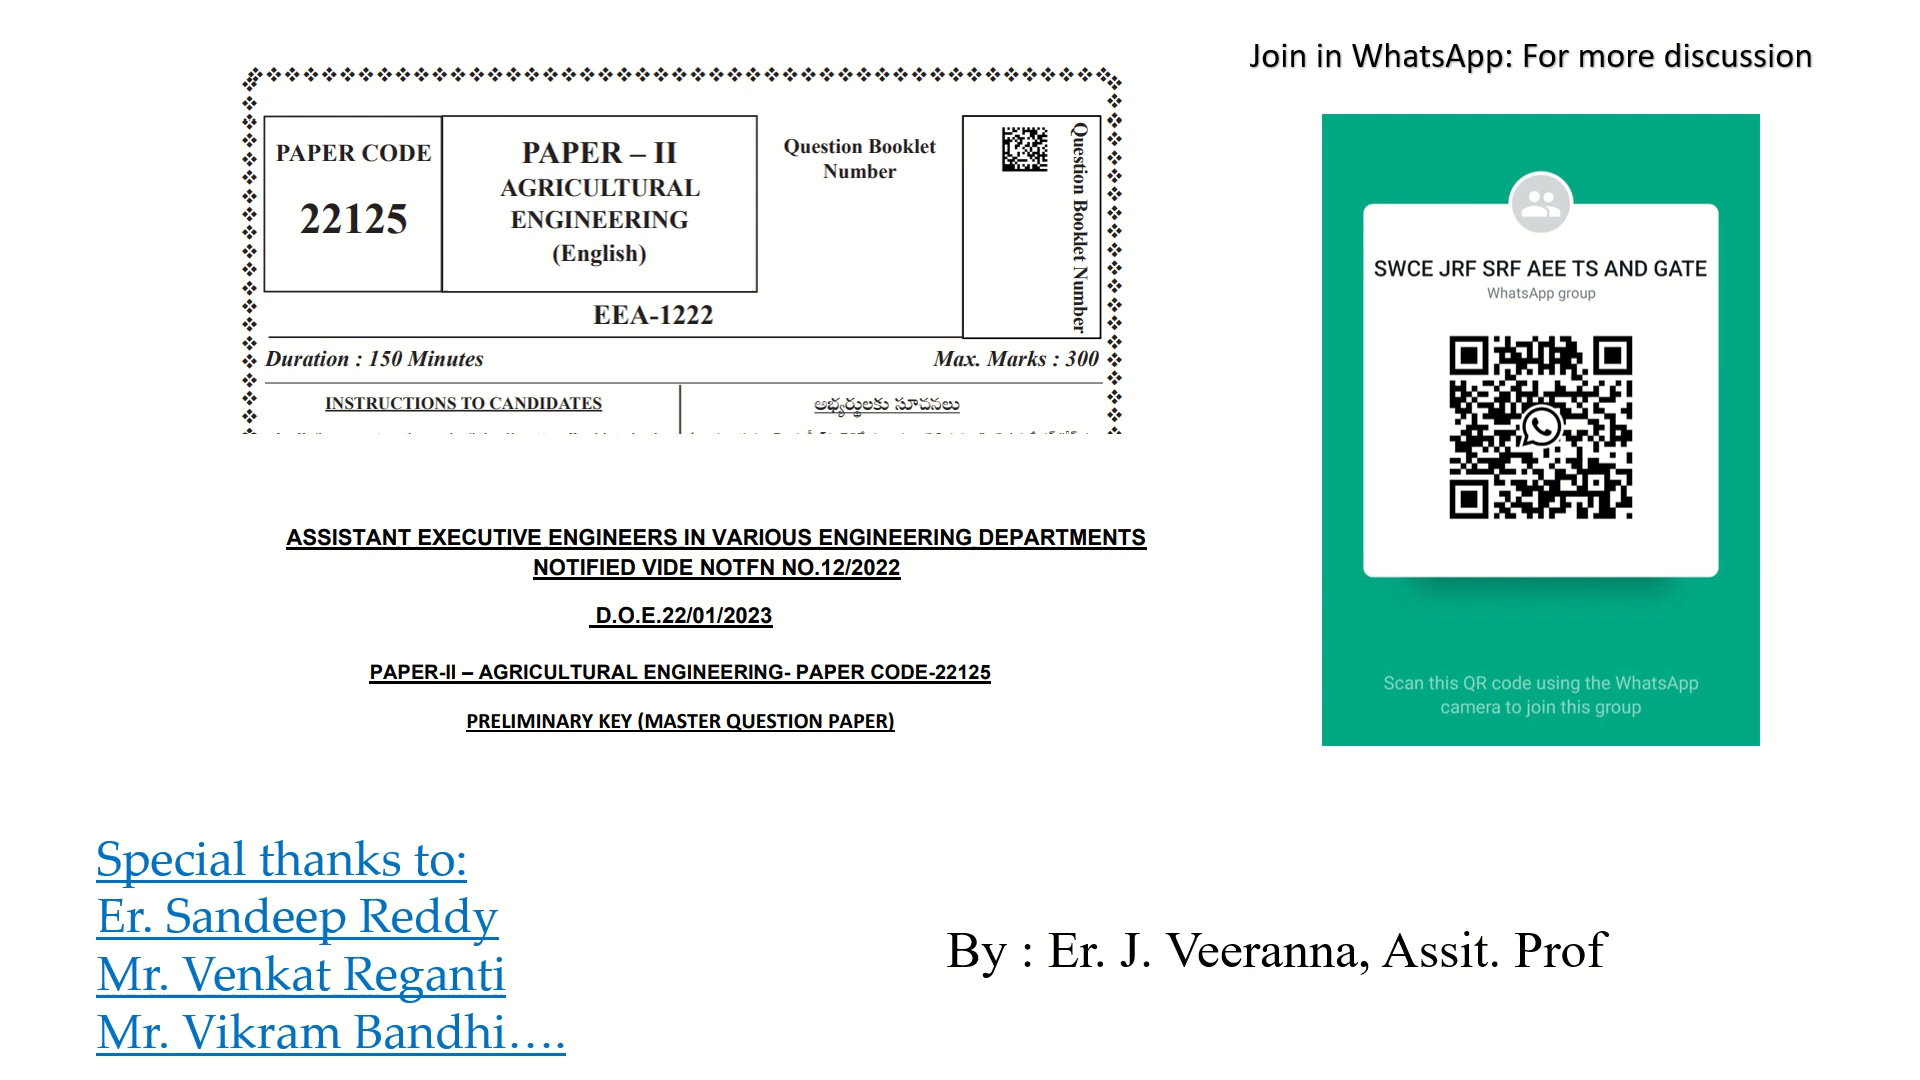 Join in WhatsApp: For more discussion
PAPER CODE
22125
PAPER – II
AGRICULTURAL
ENGINEERING
(English)
Question Booklet
Number
Question Booklet Number
EEA-1222
Duration : 150 Minutes
Max. Marks : 300
INSTRUCTIONS TO CANDIDATES
అభ్యర్థులకు సూచనలు
SWCE JRF SRF AEE TS AND GATE
WhatsApp group
Scan this QR code using the WhatsApp
camera to join this group
ASSISTANT EXECUTIVE ENGINEERS IN VARIOUS ENGINEERING DEPARTMENTS
NOTIFIED VIDE NOTFN NO.12/2022
D.O.E.22/01/2023
PAPER-II – AGRICULTURAL ENGINEERING- PAPER CODE-22125
PRELIMINARY KEY (MASTER QUESTION PAPER)
Special thanks to:
Er. Sandeep Reddy
Mr. Venkat Reganti
Mr. Vikram Bandhi….
By : Er. J. Veeranna, Assit. Prof